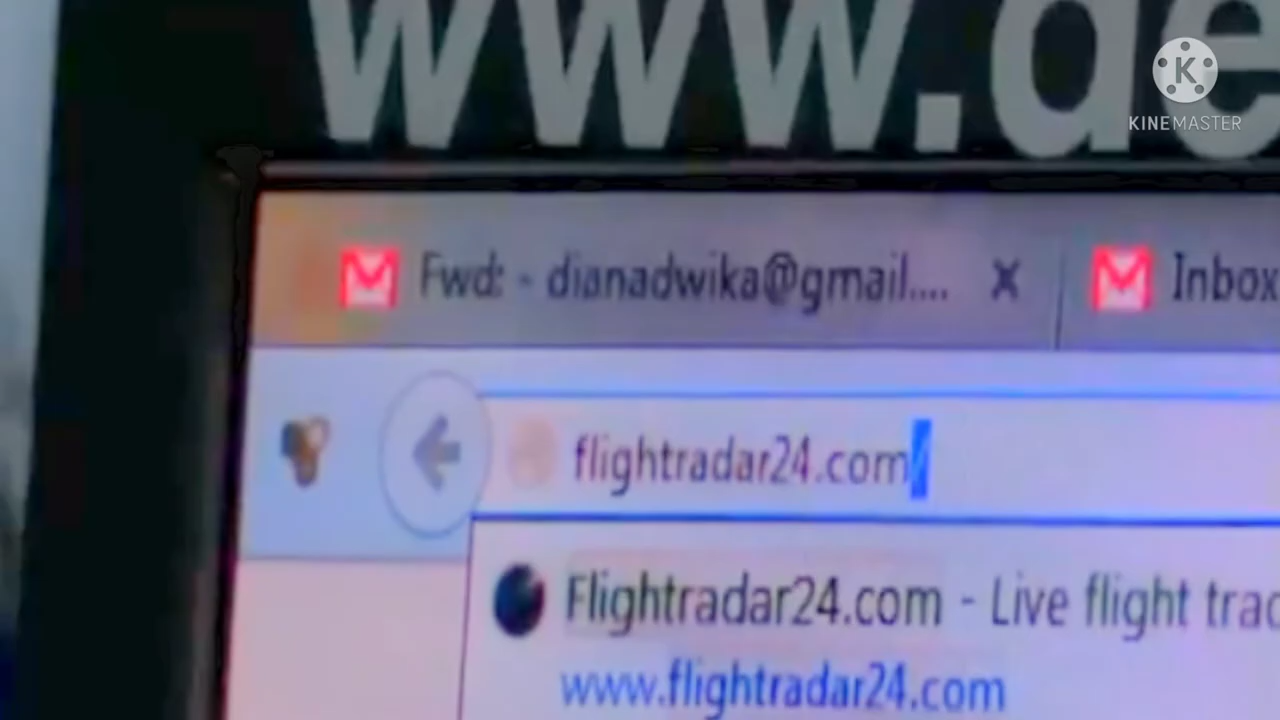 www.de
KINEMASTER
Fwd: - dianadwika@gmail.... x Inbox
flightradar24.com/
Flightradar24.com - Live flight trac
www.flightradar24.com